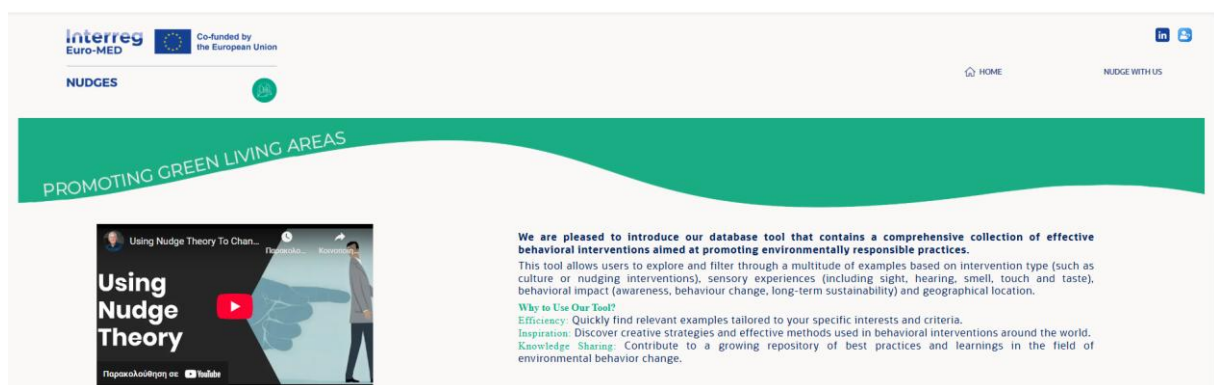 Interreg
Euro-MED
Co-funded by
the European Union
NUDGES
in
HOME
NUDGE WITH US
PROMOTING GREEN LIVING AREAS
Using Nudge Theory To Chan...
Κοινοποίη...
Using
Nudge
Theory
Παρακολούθηση σε YouTube
We are pleased to introduce our database tool that contains a comprehensive collection of effective
behavioral interventions aimed at promoting environmentally responsible practices.
This tool allows users to explore and filter through a multitude of examples based on intervention type (such as
culture or nudging interventions), sensory experiences (including sight, hearing, smell, touch and taste),
behavioral impact (awareness, behaviour change, long-term sustainability) and geographical location.
Why to Use Our Tool?
Efficiency: Quickly find relevant examples tailored to your specific interests and criteria.
Inspiration: Discover creative strategies and effective methods used in behavioral interventions around the world.
Knowledge Sharing: Contribute to a growing repository of best practices and learnings in the field of
environmental behavior change.